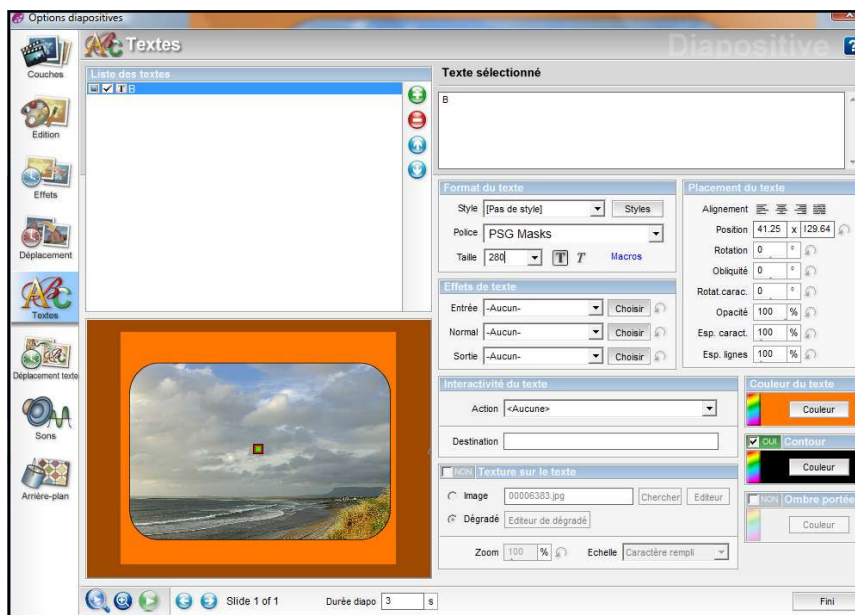 Options diapositives
Textes
Diapositive
Couches
Edition
Effets
Déplacement
Textes
Déplacement texte
Sons
Arrière-plan
Liste des textes
T B
Texte sélectionné
B
Format du texte
Style [Pas de style] Styles
Police PSG Masks
Taille 280 T T Macros
Effets de texte
Entrée -Aucun- Choisir
Normal -Aucun- Choisir
Sortie -Aucun- Choisir
Placement du texte
Alignement
Position 41.25 x 129.64
Rotation 0 °
Obliquité 0 °
Rotat.carac. 0 °
Opacité 100 %
Esp. caract. 100 %
Esp. lignes 100 %
Interactivité du texte
Action <Aucune>
Destination
NON Texture sur le texte
Image 00006383.jpg Chercher Editeur
Dégradé Editeur de dégradé
Zoom 100 % Echelle Caractère rempli
Couleur du texte
Couleur
OUI Contour
Couleur
NON Ombre portée
Couleur
Slide 1 of 1 Durée diapo 3 s
Fini